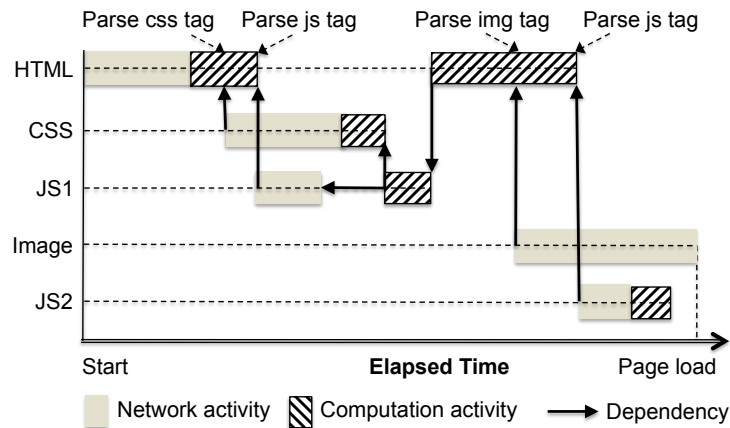 Parse css tag Parse js tag Parse img tag Parse js tag
HTML
CSS
JS1
Image
JS2
Start Elapsed Time Page load
Network activity Computation activity Dependency